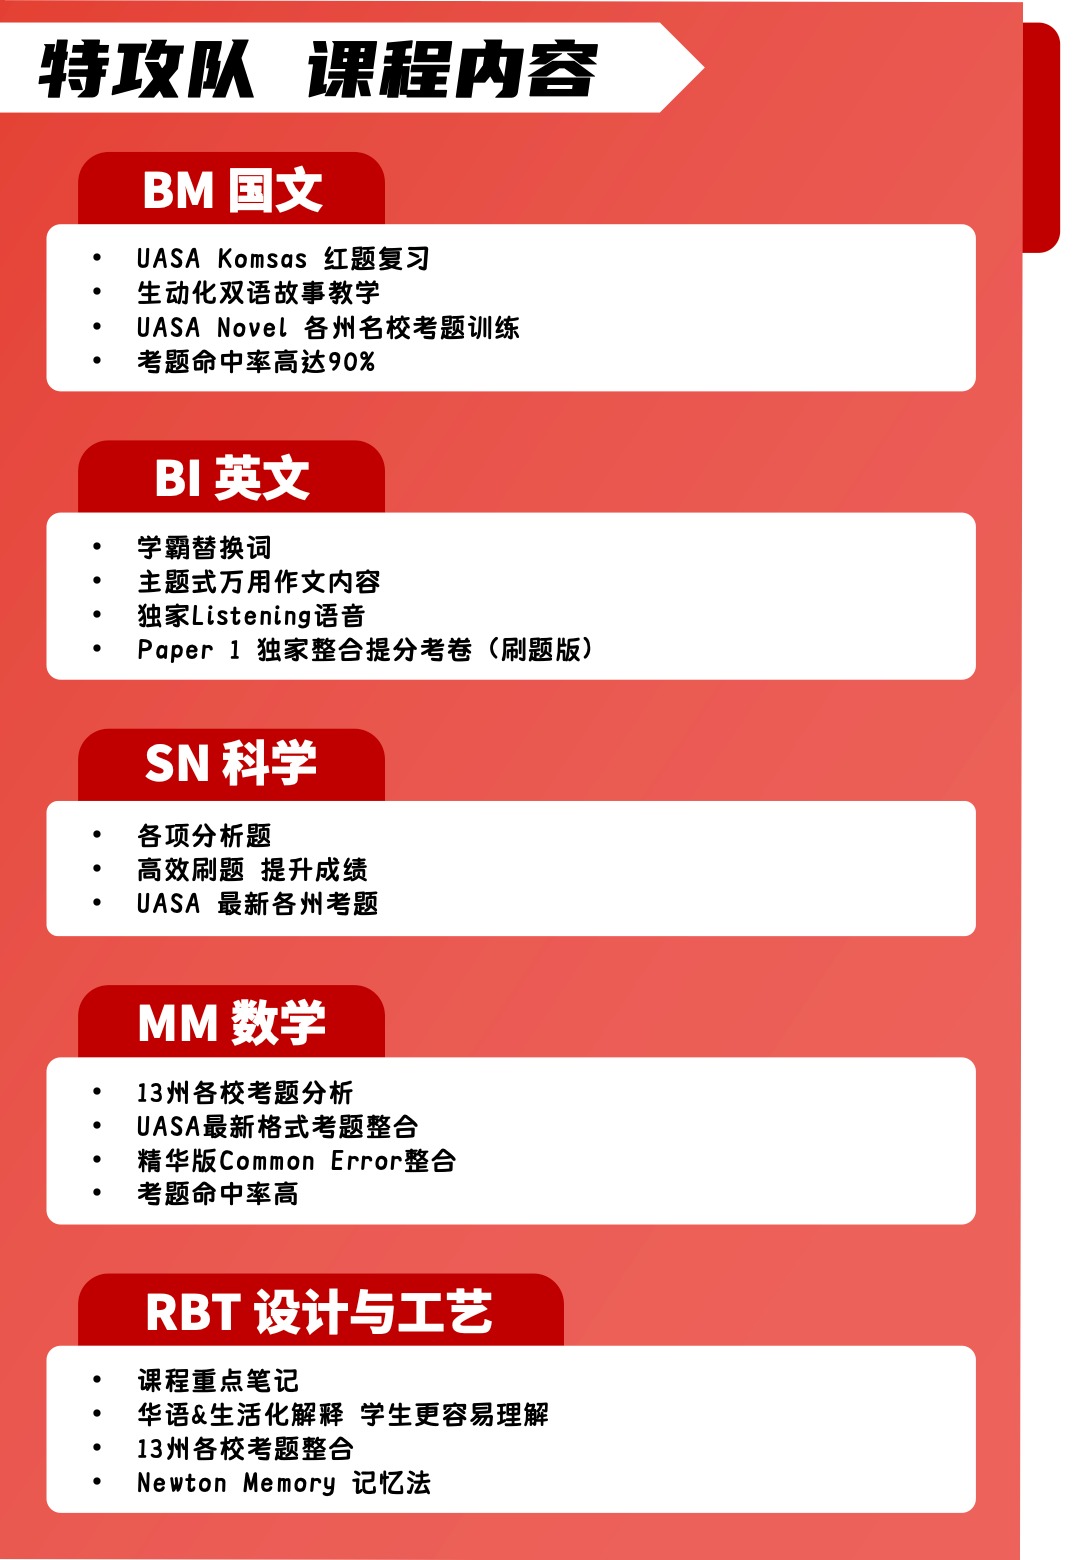 特攻队 课程内容
BM 国文
• UASA Komsas 红题复习
• 生动化双语故事教学
• UASA Novel 各州名校考题训练
• 考题命中率高达90%
BI 英文
• 学霸替换词
• 主题式万用作文内容
• 独家Listening语音
• Paper 1 独家整合提分考卷（刷题版）
SN 科学
• 各项分析题
• 高效刷题 提升成绩
• UASA 最新各州考题
MM 数学
• 13州各校考题分析
• UASA最新格式考题整合
• 精华版Common Error整合
• 考题命中率高
RBT 设计与工艺
• 课程重点笔记
• 华语&生活化解释 学生更容易理解
• 13州各校考题整合
• Newton Memory 记忆法